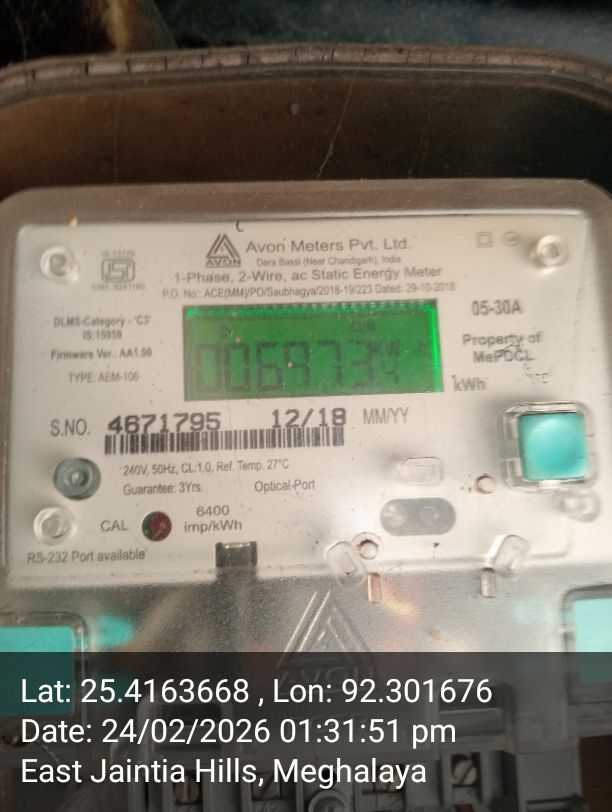 Avon Meters Pvt. Ltd.
AVON
Dera Bassi (Near Chandigarh), India
1-Phase, 2-Wire, ac Static Energy Meter
P.O. No.: ACE(MM)/PO/Saubhagya/2018-19/223 Dated: 29-10-2018
DLMS-Category - 'C3'
IS:15959
Firmware Ver.: AA1.00
TYPE: AEM-106
CUM
05-30A
Property of
MePDCL
kWh
S.NO. 4671795 12/18 MM/YY
240V, 50Hz, CL:1.0, Ref. Temp. 27°C
Guarantee: 3Yrs. Optical-Port
CAL 6400
imp/kWh
RS-232 Port available
Lat: 25.4163668 , Lon: 92.301676
Date: 24/02/2026 01:31:51 pm
East Jaintia Hills, Meghalaya